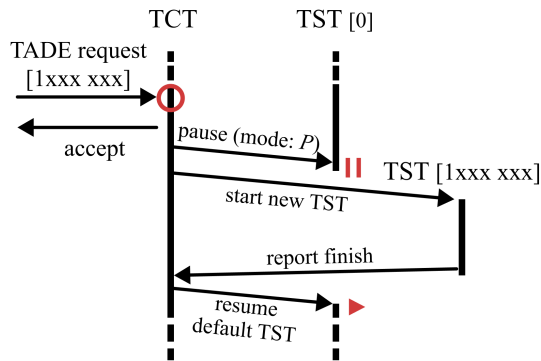 TCT
TST [0]
TADE request
[1xxx xxx]
accept
pause (mode: P)
TST [1xxx xxx]
start new TST
report finish
resume
default TST